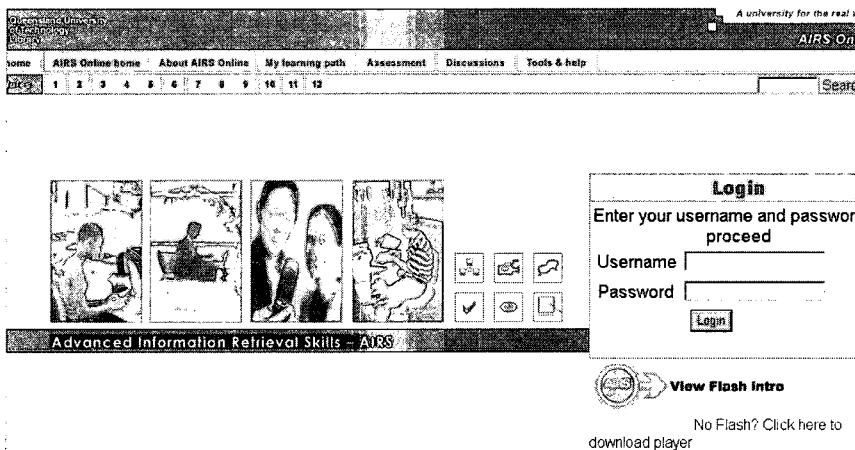 Queensland University
of Technology
Library
A university for the real
AIRS On
ome AIRS Online home About AIRS Online My learning path Assessment Discussions Tools & help
1 2 3 4 5 6 7 8 9 10 11 12
Sear
Login
Enter your username and passwor
proceed
Username
Password
Login
Advanced Information Retrieval Skills – AIRS
AIRS
View Flash Intro
No Flash? Click here to
download player